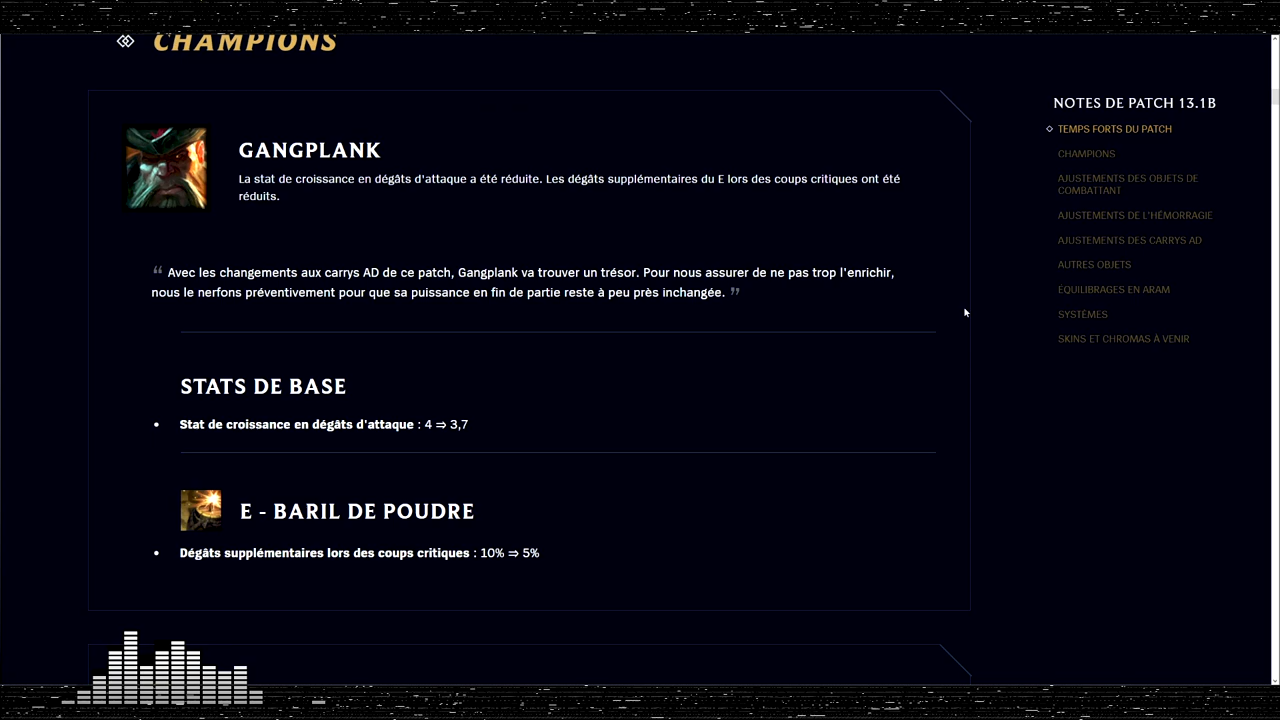 CHAMPIONS
GANGPLANK
La stat de croissance en dégâts d'attaque a été réduite. Les dégâts supplémentaires du E lors des coups critiques ont été
réduits.
“ Avec les changements aux carrys AD de ce patch, Gangplank va trouver un trésor. Pour nous assurer de ne pas trop l'enrichir,
nous le nerfons préventivement pour que sa puissance en fin de partie reste à peu près inchangée. ”
STATS DE BASE
• Stat de croissance en dégâts d'attaque : 4 ⇒ 3,7
E - BARIL DE POUDRE
• Dégâts supplémentaires lors des coups critiques : 10% ⇒ 5%
NOTES DE PATCH 13.1B
TEMPS FORTS DU PATCH
CHAMPIONS
AJUSTEMENTS DES OBJETS DE
COMBATTANT
AJUSTEMENTS DE L'HÉMORRAGIE
AJUSTEMENTS DES CARRYS AD
AUTRES OBJETS
ÉQUILIBRAGES EN ARAM
SYSTÈMES
SKINS ET CHROMAS À VENIR